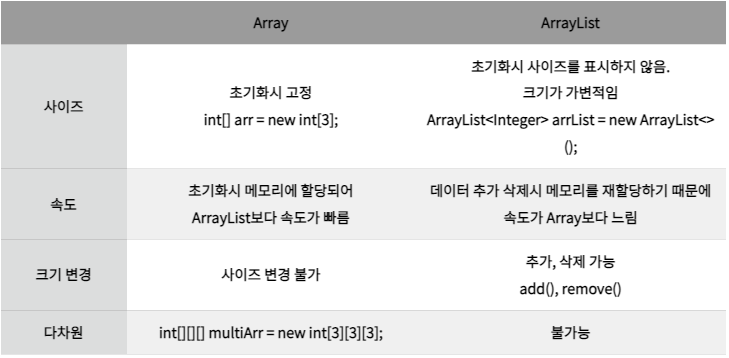 Array
ArrayList
사이즈
초기화시 고정
int[] arr = new int[3];
초기화시 사이즈를 표시하지 않음.
크기가 가변적임
ArrayList<Integer> arrList = new ArrayList<>
();
속도
초기화시 메모리에 할당되어
ArrayList보다 속도가 빠름
데이터 추가 삭제시 메모리를 재할당하기 때문에
속도가 Array보다 느림
크기 변경
사이즈 변경 불가
추가, 삭제 가능
add(), remove()
다차원
int[][][] multiArr = new int[3][3][3];
불가능